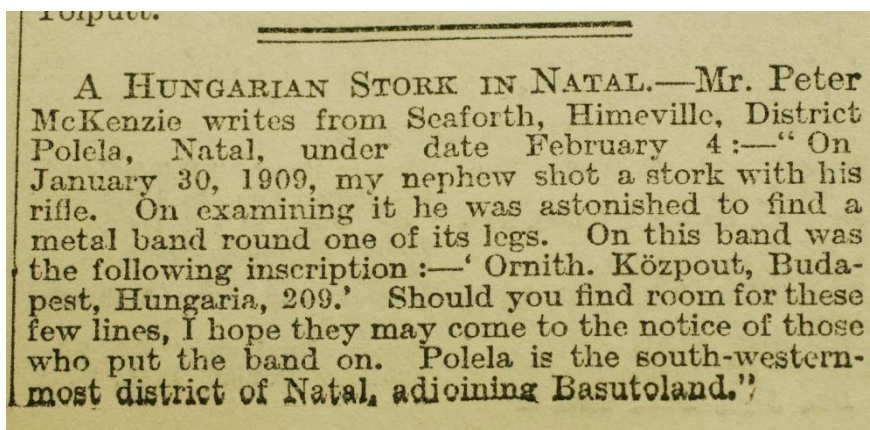 Tolputt.
A HUNGARIAN STORK IN NATAL.—Mr. Peter
McKenzie writes from Seaforth, Himeville, District
Polela, Natal, under date February 4:—“ On
January 30, 1909, my nephew shot a stork with his
rifle. On examining it he was astonished to find a
metal band round one of its legs. On this band was
the following inscription :—‘ Ornith. Közpout, Buda-
pest, Hungaria, 209.’ Should you find room for these
few lines, I hope they may come to the notice of those
who put the band on. Polela is the south-western-
most district of Natal, adjoining Basutoland.”